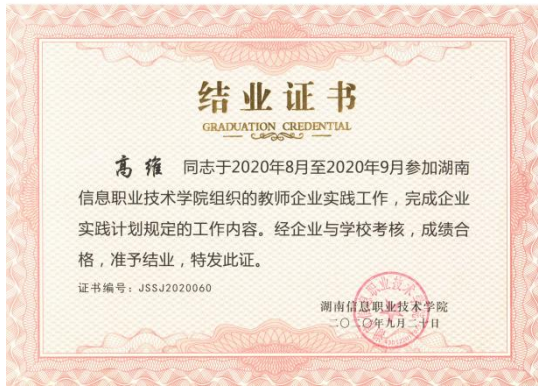 结业证书
GRADUATION CREDENTIAL
高维 同志于2020年8月至2020年9月参加湖南
信息职业技术学院组织的教师企业实践工作，完成企业
实践计划规定的工作内容。经企业与学校考核，成绩合
格，准予结业，特发此证。
证书编号：JSSJ2020060
湖南信息职业技术学院
二〇二〇年九月二十日